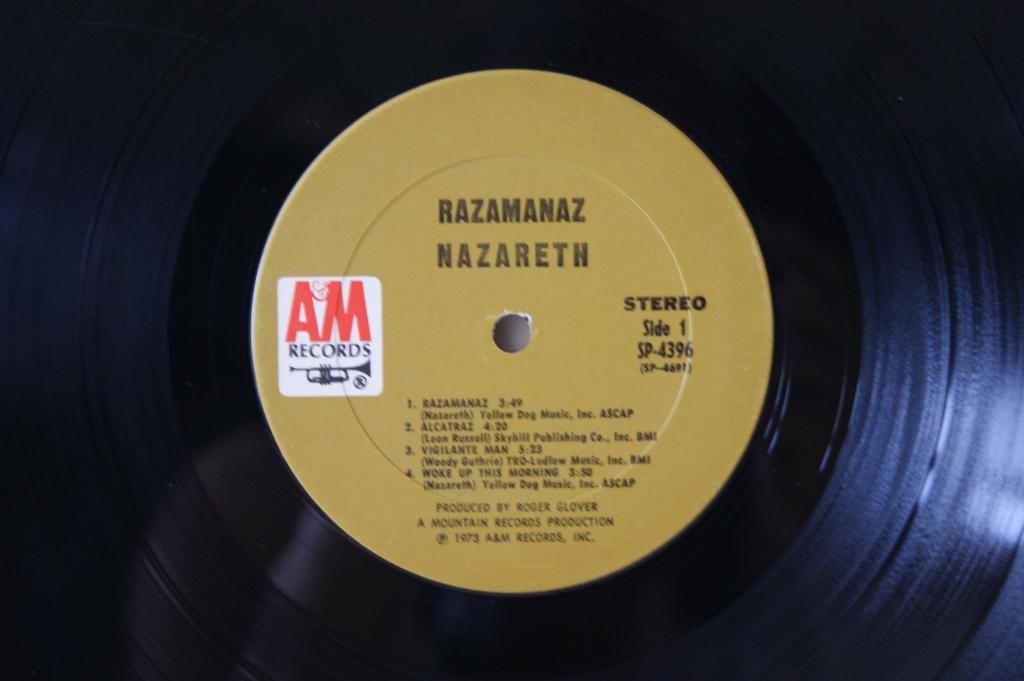 RAZAMANAZ
NAZARETH
A&M
RECORDS
®
STEREO
Side 1
SP-4396
(SP-4691)
1. RAZAMANAZ 3:49
(Nazareth) Yellow Dog Music, Inc. ASCAP
2. ALCATRAZ 4:20
(Leon Russell) Skyhill Publishing Co., Inc. BMI
3. VIGILANTE MAN 5:23
(Woody Guthrie) TRO-Ludlow Music, Inc. BMI
4. WOKE UP THIS MORNING 3:50
(Nazareth) Yellow Dog Music, Inc. ASCAP
PRODUCED BY ROGER GLOVER
A MOUNTAIN RECORDS PRODUCTION
℗ 1973 A&M RECORDS, INC.